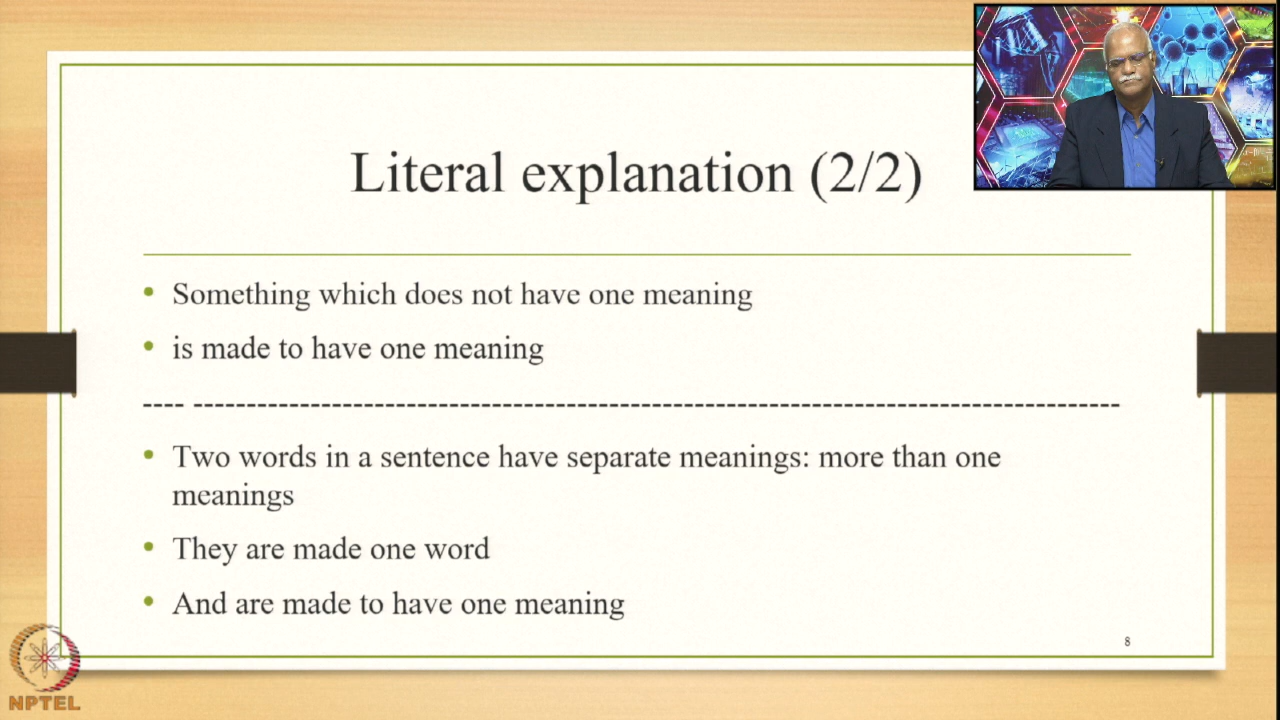 Literal explanation (2/2)
• Something which does not have one meaning
• is made to have one meaning
---- ----------------------------------------------------------------------------------------
• Two words in a sentence have separate meanings: more than one
meanings
• They are made one word
• And are made to have one meaning
8
NPTEL